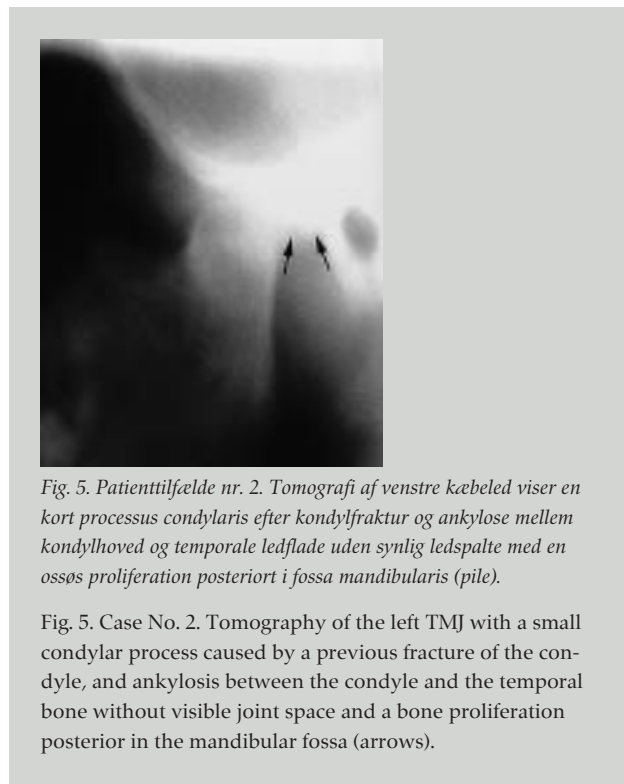 Fig. 5. Patienttilfælde nr. 2. Tomografi af venstre kæbeled viser en
kort processus condylaris efter kondylfraktur og ankylose mellem
kondylhoved og temporale ledflade uden synlig ledspalte med en
ossøs proliferation posteriort i fossa mandibularis (pile).
Fig. 5. Case No. 2. Tomography of the left TMJ with a small
condylar process caused by a previous fracture of the con-
dyle, and ankylosis between the condyle and the temporal
bone without visible joint space and a bone proliferation
posterior in the mandibular fossa (arrows).